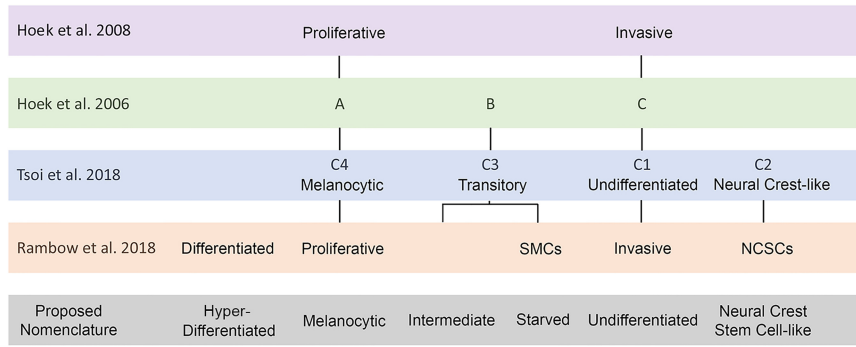 Hoek et al. 2008 Proliferative Invasive
Hoek et al. 2006 A B C
C4 C3 C1 C2
Tsoi et al. 2018 Melanocytic Transitory Undifferentiated Neural Crest-like
Rambow et al. 2018 Differentiated Proliferative SMCs Invasive NCSCs
Proposed Nomenclature
Hyper-
Differentiated
Melanocytic
Intermediate
Starved
Undifferentiated
Neural Crest
Stem Cell-like